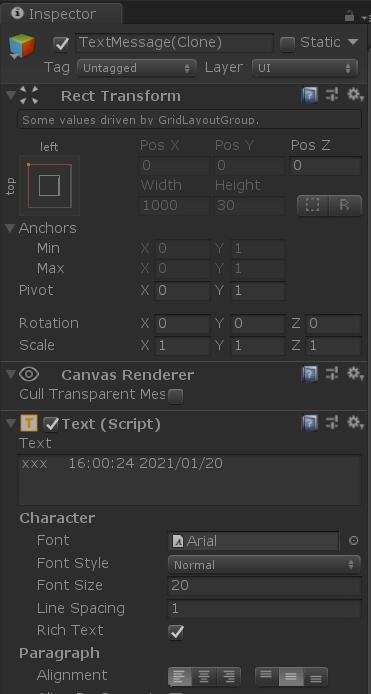 Inspector
TextMessage(Clone) Static
Tag Untagged Layer UI
Rect Transform
Some values driven by GridLayoutGroup.
left Pos X Pos Y Pos Z
top 0 0 0
Width Height
1000 30 R
Anchors
Min X 0 Y 1
Max X 0 Y 1
Pivot X 0 Y 1
Rotation X 0 Y 0 Z 0
Scale X 1 Y 1 Z 1
Canvas Renderer
Cull Transparent Mes
T Text (Script)
Text
xxx 16:00:24 2021/01/20
Character
Font Arial
Font Style Normal
Font Size 20
Line Spacing 1
Rich Text
Paragraph
Alignment